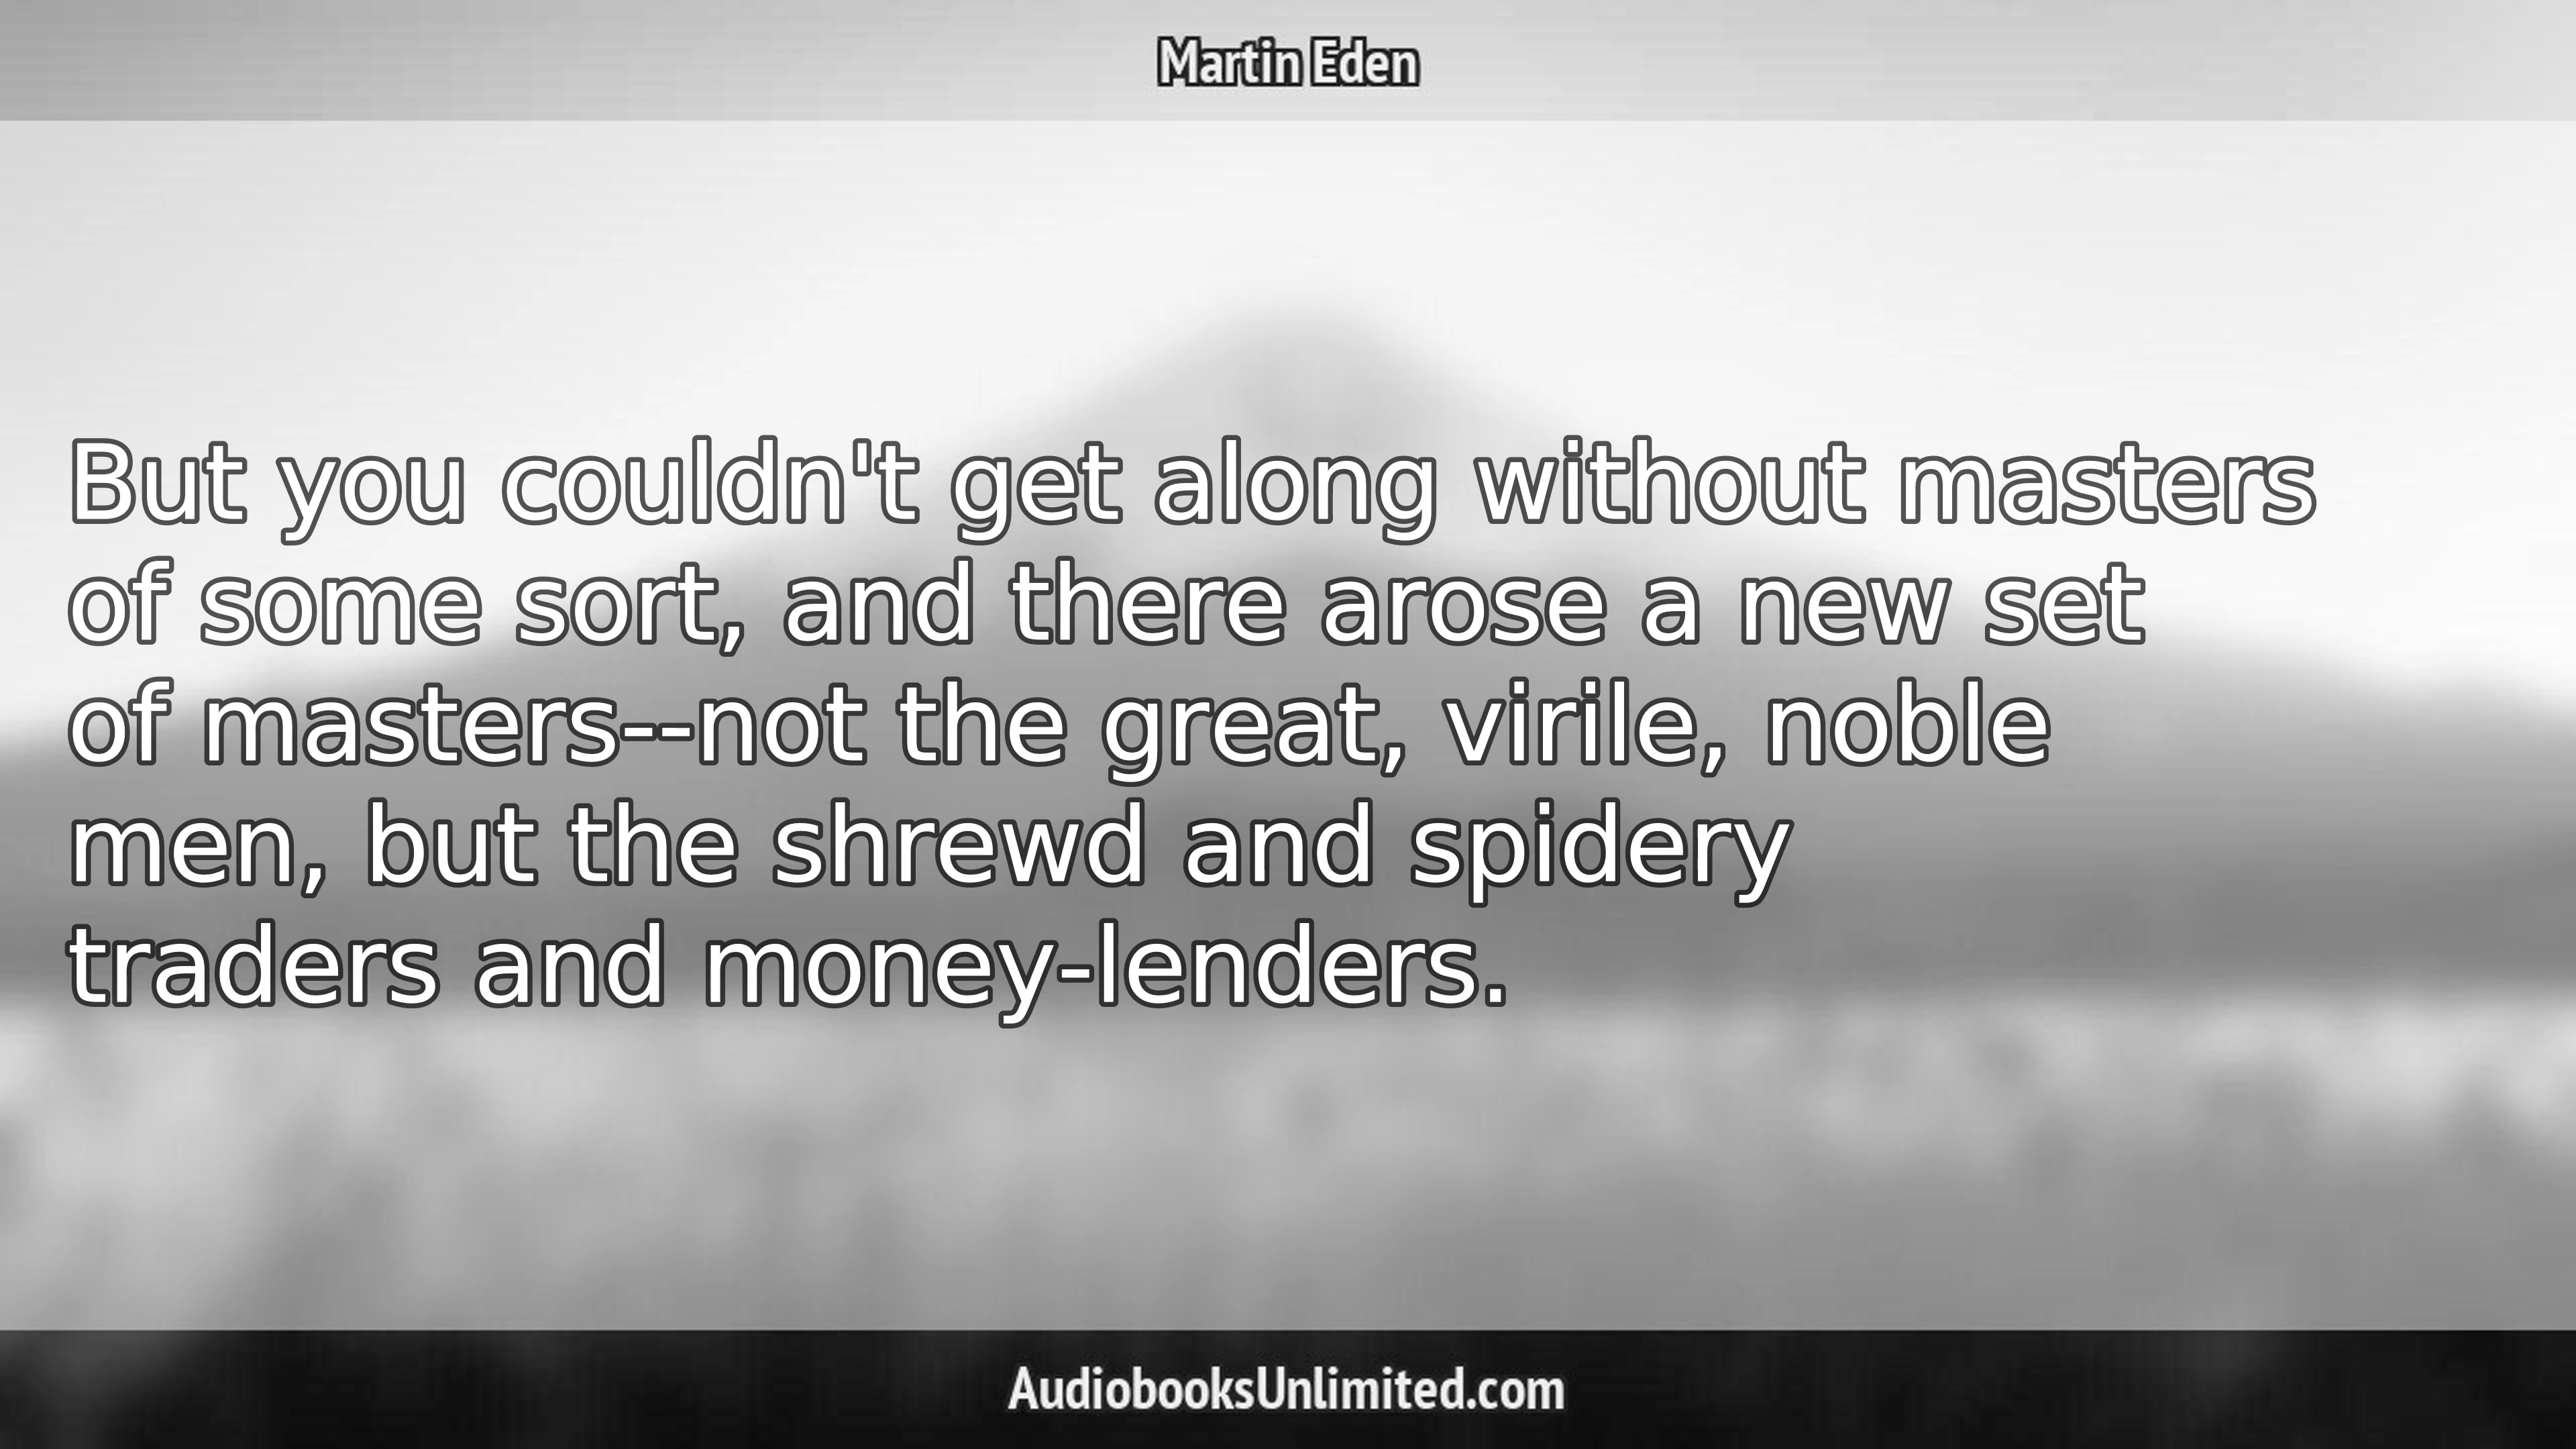 Martin Eden
But you couldn't get along without masters
of some sort, and there arose a new set
of masters--not the great, virile, noble
men, but the shrewd and spidery
traders and money-lenders.
AudiobooksUnlimited.com